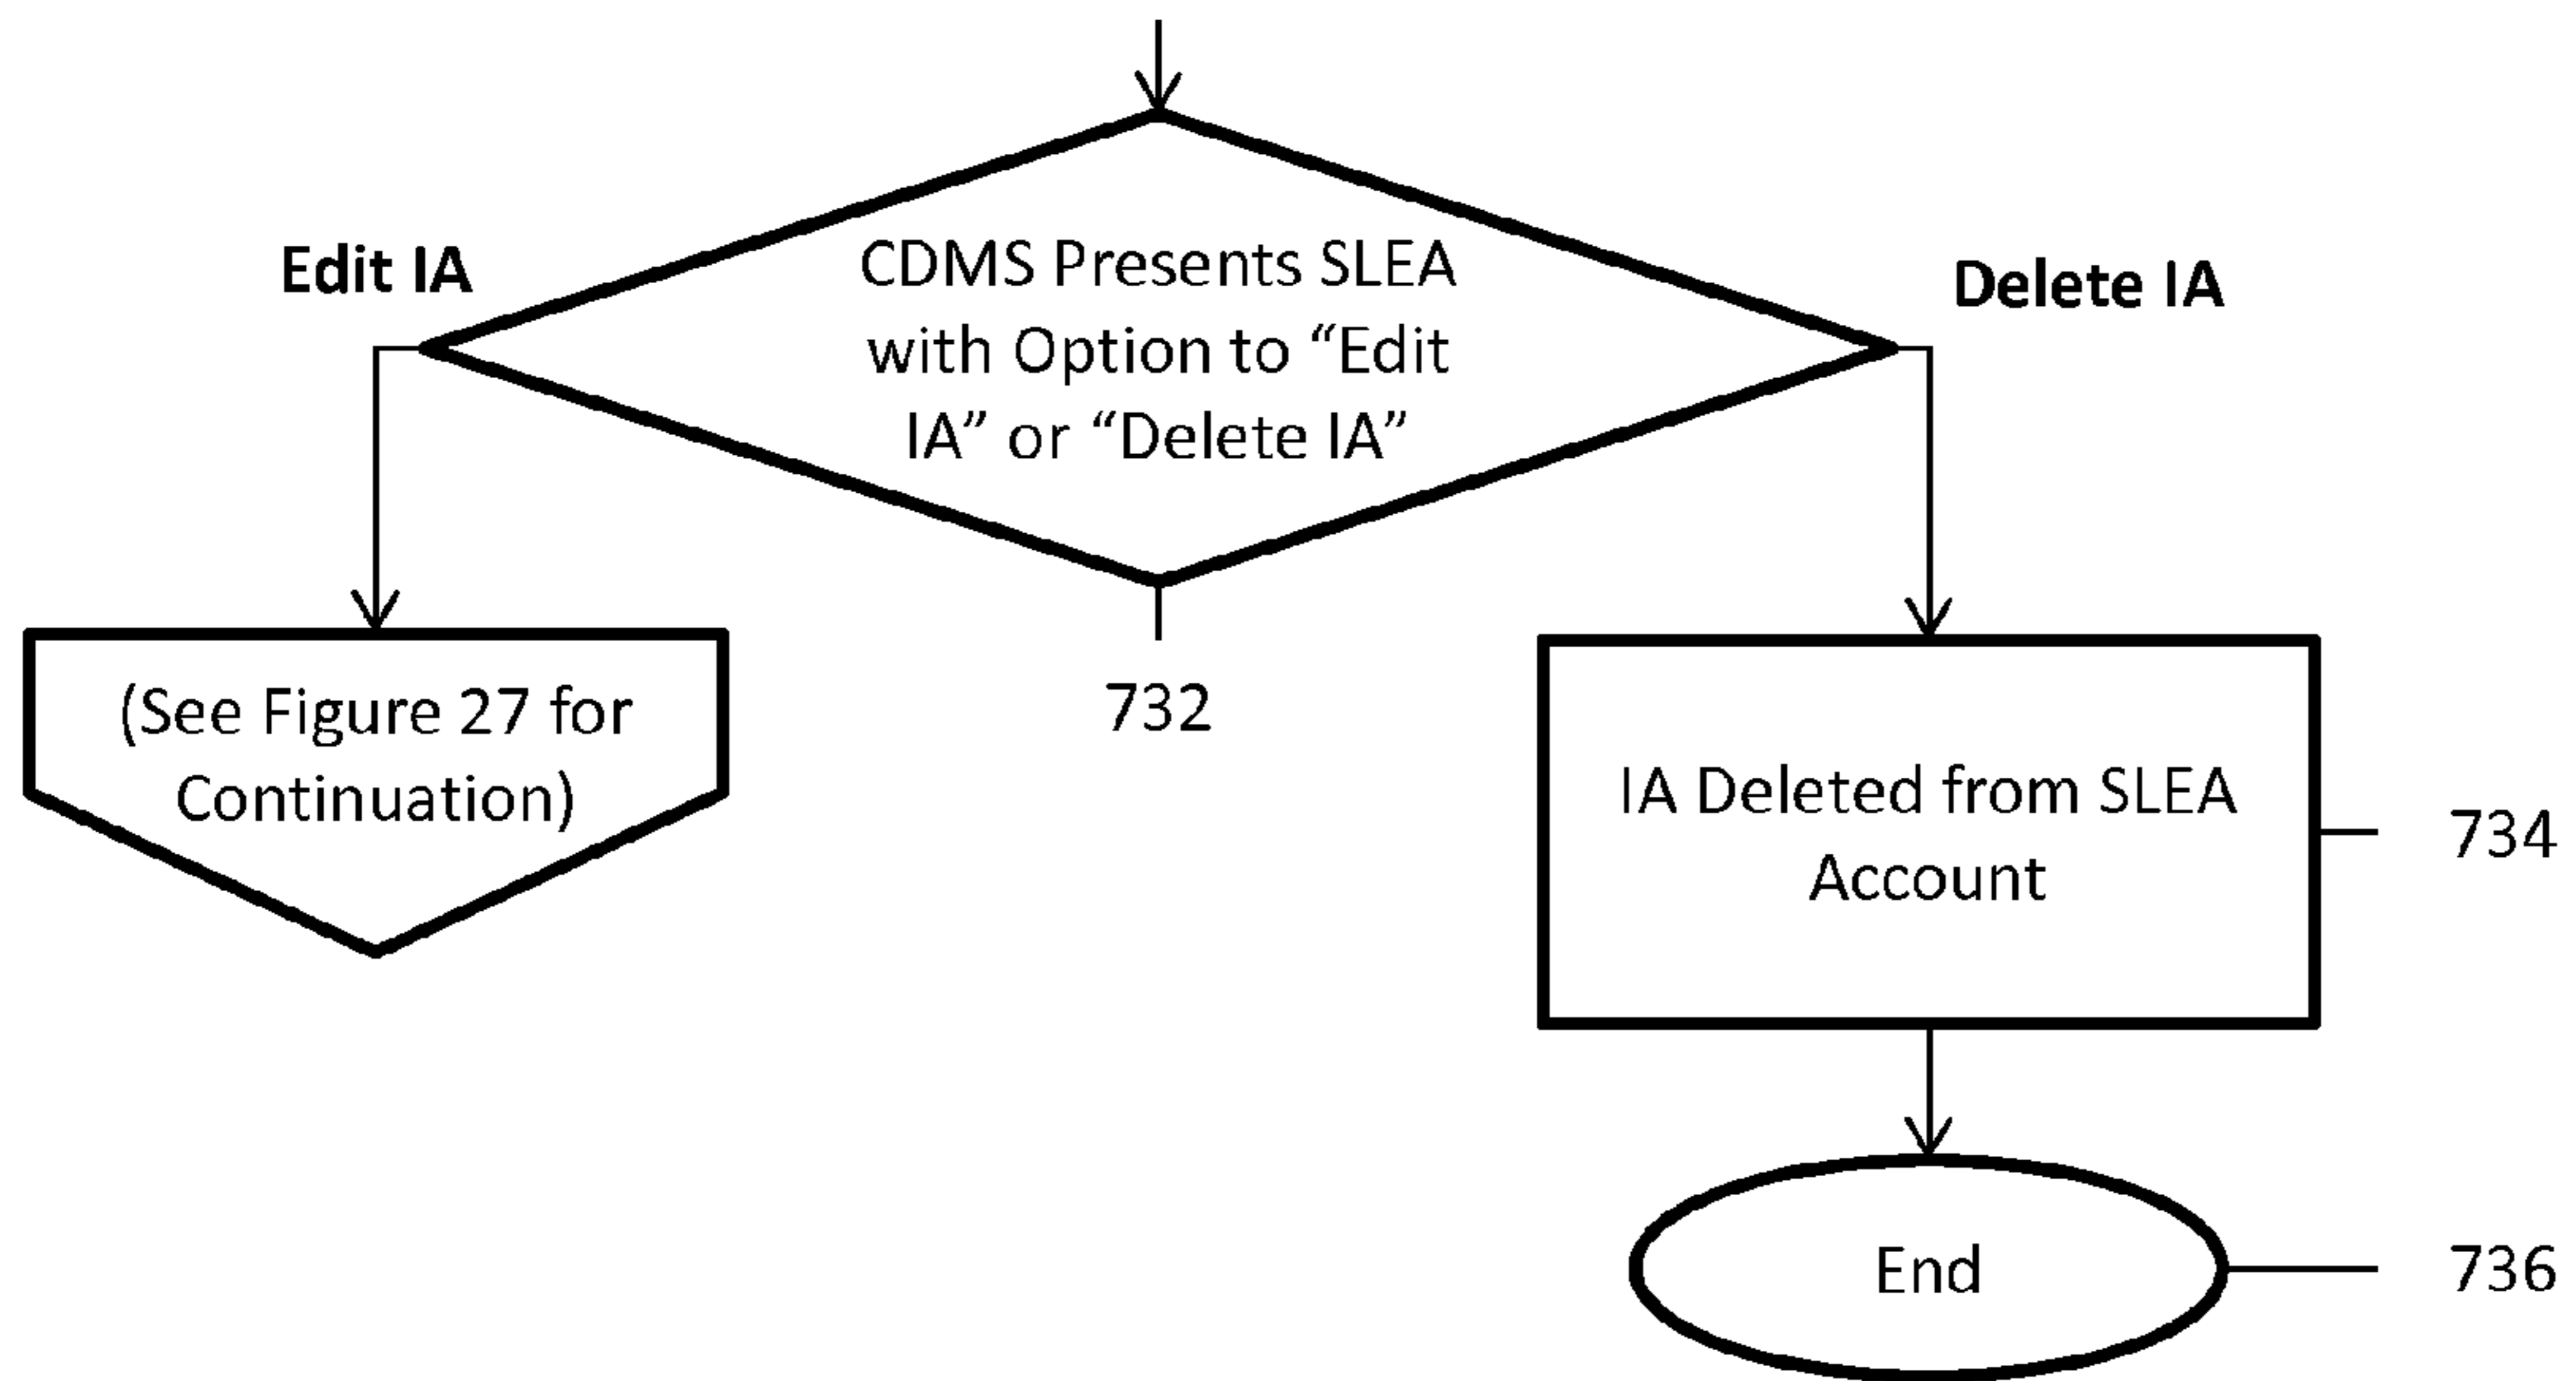 Edit IA
CDMS Presents SLEA
with Option to “Edit
IA” or “Delete IA”
Delete IA
(See Figure 27 for
Continuation)
732
IA Deleted from SLEA
Account
734
End
736